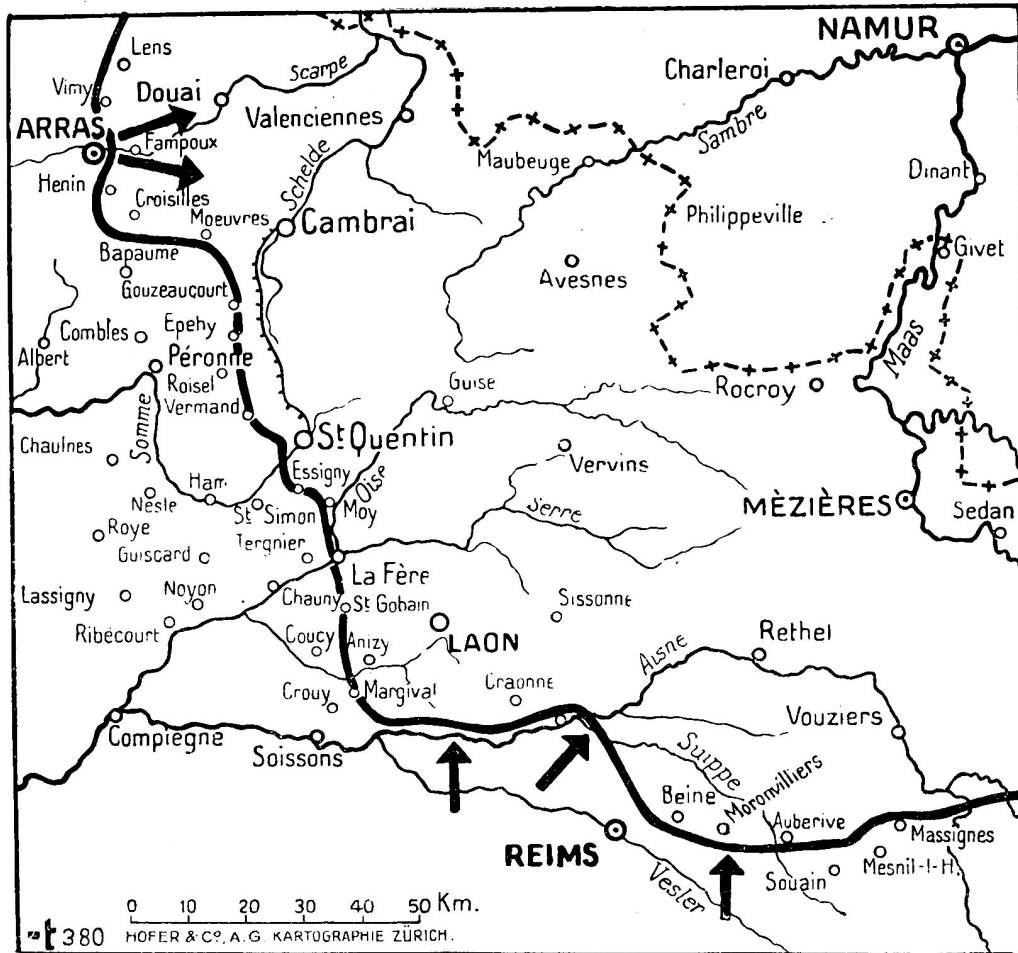 NAMUR
Lens
Charleroi
Scarpe
Vimy
Douai
Valenciennes
Sambre
ARRAS
Fampoux
Maubeuge
Dinant
Henin
Schelde
Croisilles
Moeuvres
Cambrai
Philippeville
Givet
Bapaume
Avesnes
Gouzeaucourt
Combles
Epehy
Albert
Péronne
Maas
Roisel
Guise
Rocroy
Vermand
Somme
St Quentin
Chaulnes
Vervins
Essigny
Ham
Oise
Nesle
St Simon
Moy
Serre
MÈZIÈRES
Sedan
Roye
Guiscard
Tergnier
La Fère
Lassigny
Noyon
Chauny
St Gobain
Sissonne
Ribécourt
Coucy
Anizy
LAON
Rethel
Aisne
Crouy
Margival
Craonne
Compiègne
Soissons
Vouziers
Suippe
Moronvilliers
Beine
Auberive
Massignes
REIMS
Mesnil-l-H.
Souain
Vesler
0 10 20 30 40 50 Km.
t 380 HOFER & CO., A.G. KARTOGRAPHIE ZÜRICH.